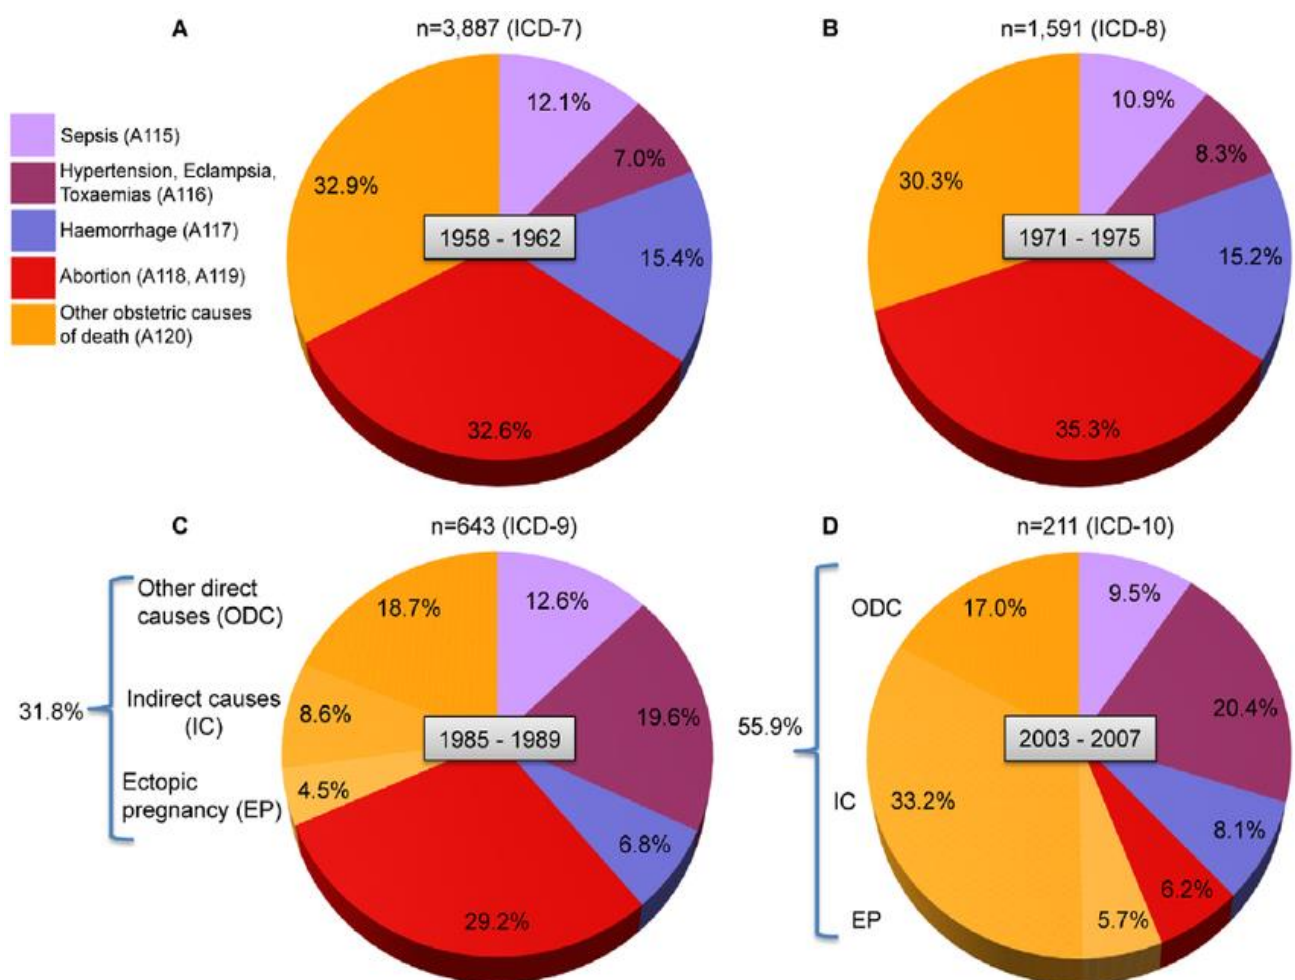 A
n=3,887 (ICD-7)
B
n=1,591 (ICD-8)
Sepsis (A115)
Hypertension, Eclampsia,
Toxaemias (A116)
Haemorrhage (A117)
Abortion (A118, A119)
Other obstetric causes
of death (A120)
12.1%
7.0%
32.9%
1958 - 1962
15.4%
32.6%
10.9%
8.3%
30.3%
1971 - 1975
15.2%
35.3%
C
n=643 (ICD-9)
D
n=211 (ICD-10)
Other direct
causes (ODC)
Indirect causes
(IC)
31.8%
Ectopic
pregnancy (EP)
18.7%
12.6%
8.6%
19.6%
1985 - 1989
4.5%
6.8%
29.2%
ODC
55.9%
IC
EP
17.0%
9.5%
20.4%
2003 - 2007
33.2%
8.1%
6.2%
5.7%